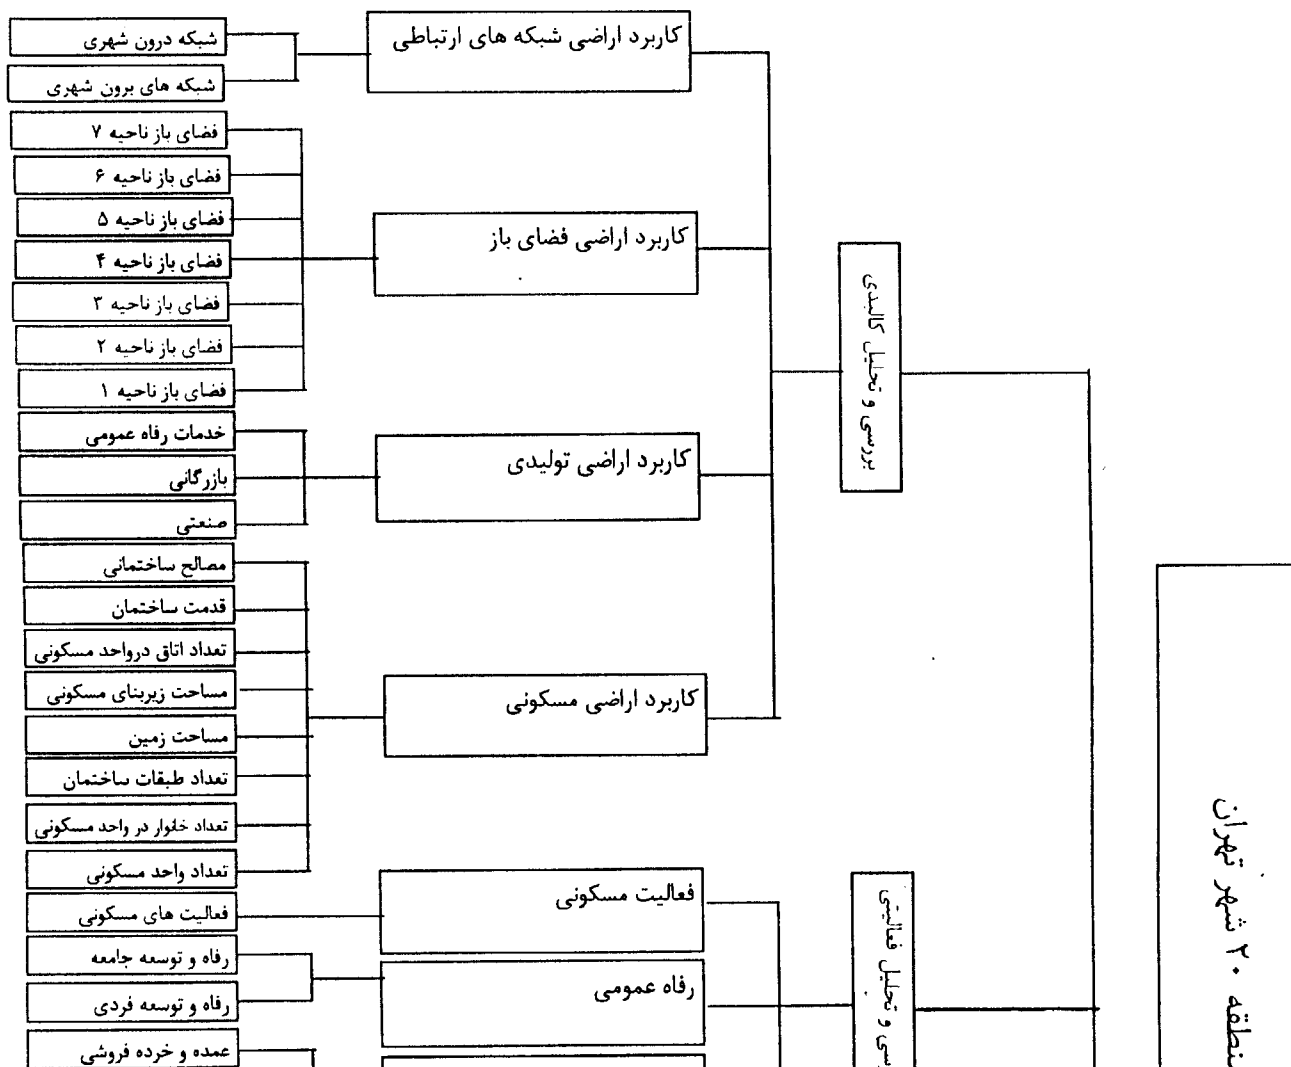 منطقه ۲۰ شهر تهران
بررسی و تحلیل کالبدی
کاربرد اراضی شبکه های ارتباطی
شبکه درون شهری
شبکه های برون شهری
کاربرد اراضی فضای باز
فضای باز ناحیه ۷
فضای باز ناحیه ۶
فضای باز ناحیه ۵
فضای باز ناحیه ۴
فضای باز ناحیه ۳
فضای باز ناحیه ۲
فضای باز ناحیه ۱
کاربرد اراضی تولیدی
خدمات رفاه عمومی
بازرگانی
صنعتی
کاربرد اراضی مسکونی
مصالح ساختمانی
قدمت ساختمان
تعداد اتاق درواحد مسکونی
مساحت زیربنای مسکونی
مساحت زمین
تعداد طبقات ساختمان
تعداد خانوار در واحد مسکونی
تعداد واحد مسکونی
و تحلیل فعالیتی
فعالیت مسکونی
فعالیت های مسکونی
رفاه عمومی
رفاه و توسعه جامعه
رفاه و توسعه فردی
عمده و خرده فروشی